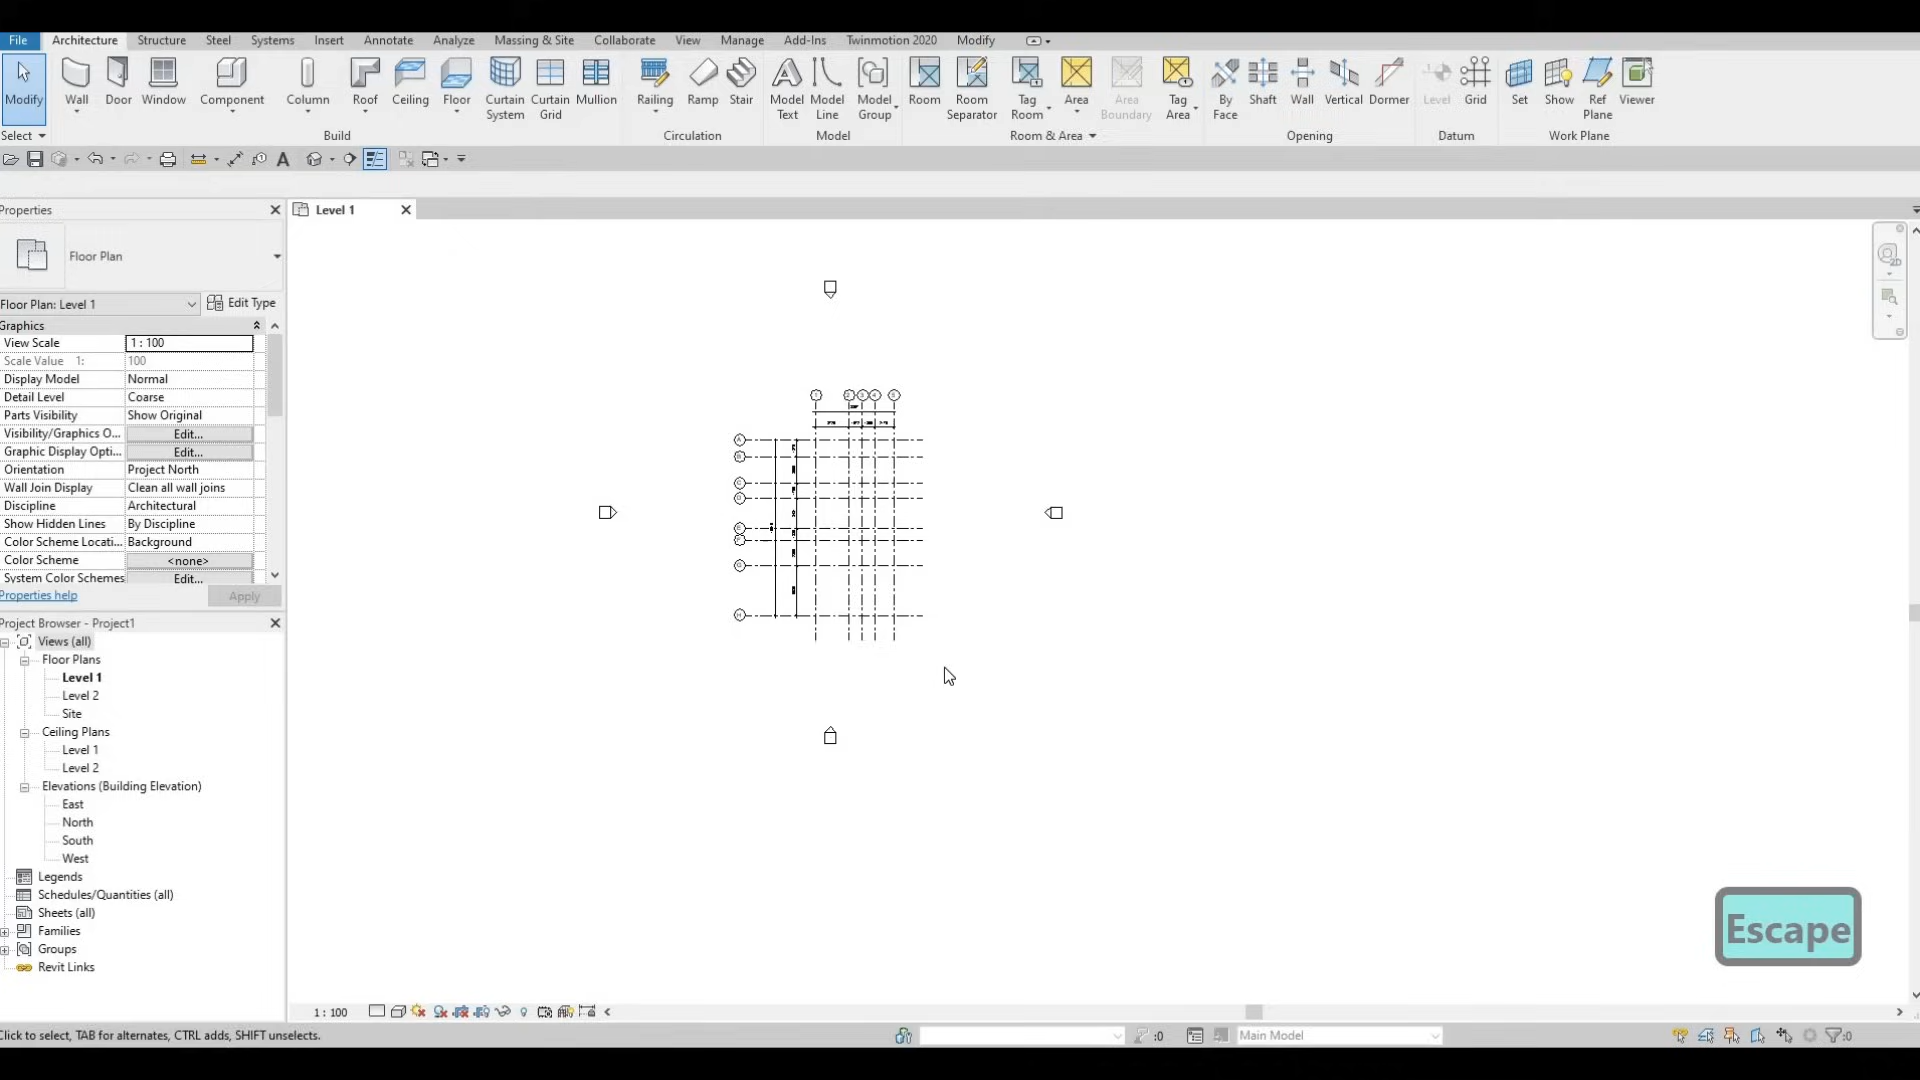 File Architecture Structure Steel Systems Insert Annotate Analyze Massing & Site Collaborate View Manage Add-Ins Twinmotion 2020 Modify
Modify Wall Door Window Component Column Roof Ceiling Floor Curtain System Curtain Grid Mullion Railing Ramp Stair Model Text Model Line Model Group Room Room Separator Tag Room Area Area Boundary Tag Area By Face Shaft Wall Vertical Dormer Level Grid Set Show Ref Plane Viewer
Select Build Circulation Model Room & Area Opening Datum Work Plane
Properties
Level 1
Floor Plan
Floor Plan: Level 1 Edit Type
Graphics
View Scale 1 : 100
Scale Value 1: 100
Display Model Normal
Detail Level Coarse
Parts Visibility Show Original
Visibility/Graphics O... Edit...
Graphic Display Opti... Edit...
Orientation Project North
Wall Join Display Clean all wall joins
Discipline Architectural
Show Hidden Lines By Discipline
Color Scheme Locati... Background
Color Scheme <none>
System Color Schemes Edit...
Properties help Apply
Project Browser - Project1
Views (all)
Floor Plans
Level 1
Level 2
Site
Ceiling Plans
Level 1
Level 2
Elevations (Building Elevation)
East
North
South
West
Legends
Schedules/Quantities (all)
Sheets (all)
Families
Groups
Revit Links
1 2 3 4 5
A
B
C
D
E
F
G
H
Escape
1 : 100
Click to select, TAB for alternates, CTRL adds, SHIFT unselects. :0 Main Model :0